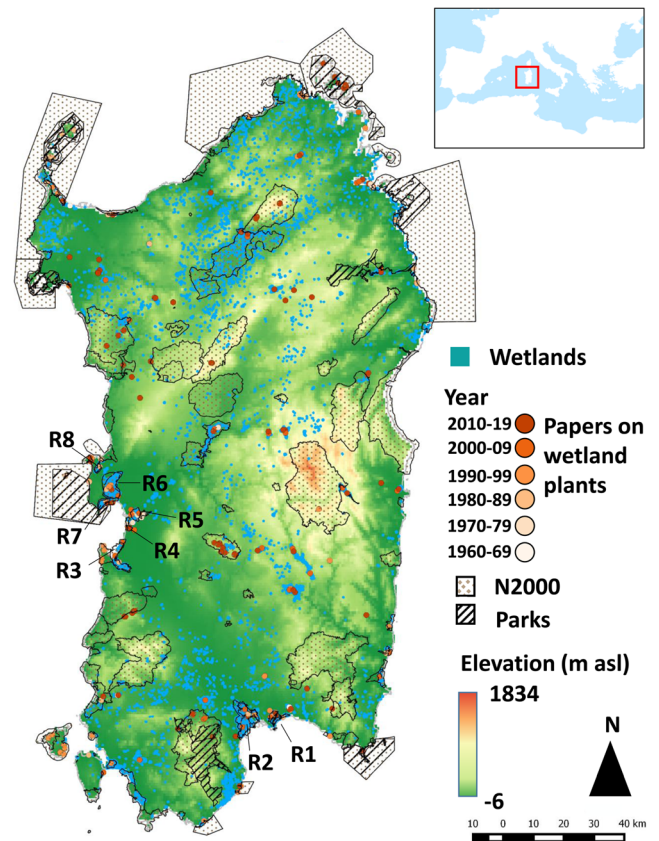 Wetlands
Year
2010-19
2000-09
1990-99
1980-89
1970-79
1960-69
Papers on
wetland
plants
N2000
Parks
Elevation (m asl)
1834
-6
N
10 0 10 20 30 40 km
R8
R6
R7
R5
R4
R3
R2
R1